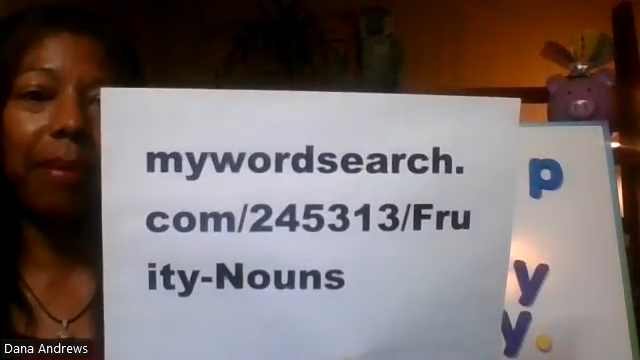 mywordsearch.
com/245313/Fru
ity-Nouns
p
y
y.
Dana Andrews